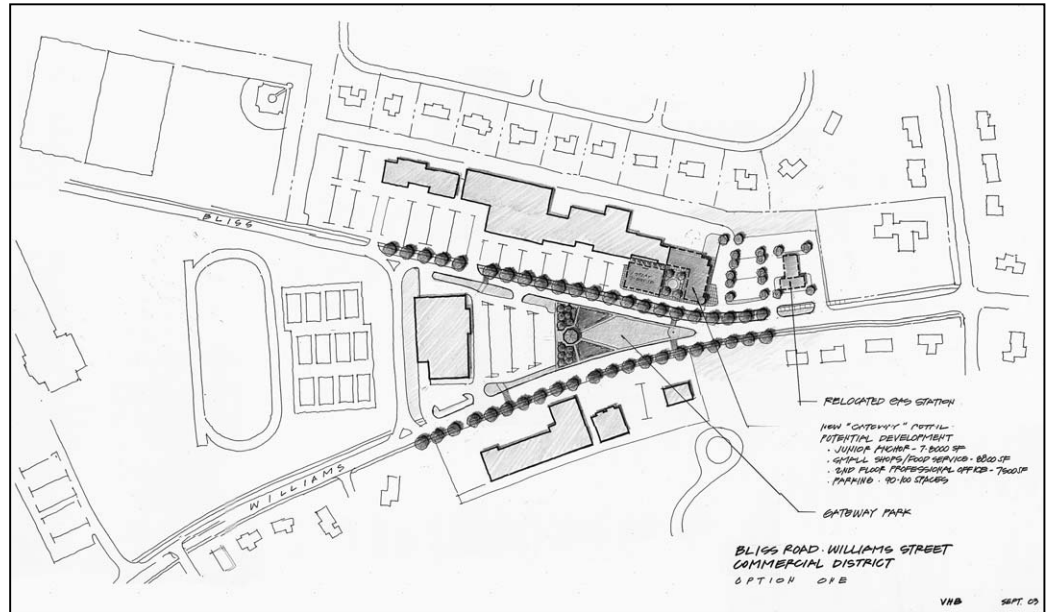 BLISS
WILLIAMS
RELOCATED GAS STATION
NEW "GATEWAY" RETAIL
POTENTIAL DEVELOPMENT
· JUNIOR ANCHOR - 7-8000 SF
· SMALL SHOPS/FOOD SERVICE - 8800 SF
· 2ND FLOOR PROFESSIONAL OFFICE - 7500 SF
· PARKING - 90-100 SPACES
GATEWAY PARK
BLISS ROAD · WILLIAMS STREET
COMMERCIAL DISTRICT
OPTION ONE
VHB SEPT. 03